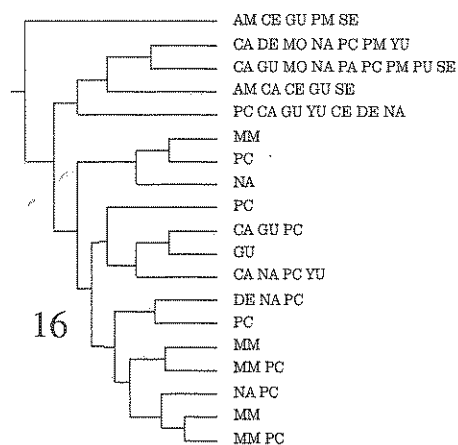 AM CE GU PM SE
CA DE MO NA PC PM YU
CA GU MO NA PA PC PM PU SE
AM CA CE GU SE
PC CA GU YU CE DE NA
MM
PC
NA
PC
CA GU PC
GU
CA NA PC YU
DE NA PC
16
PC
MM
MM PC
NA PC
MM
MM PC